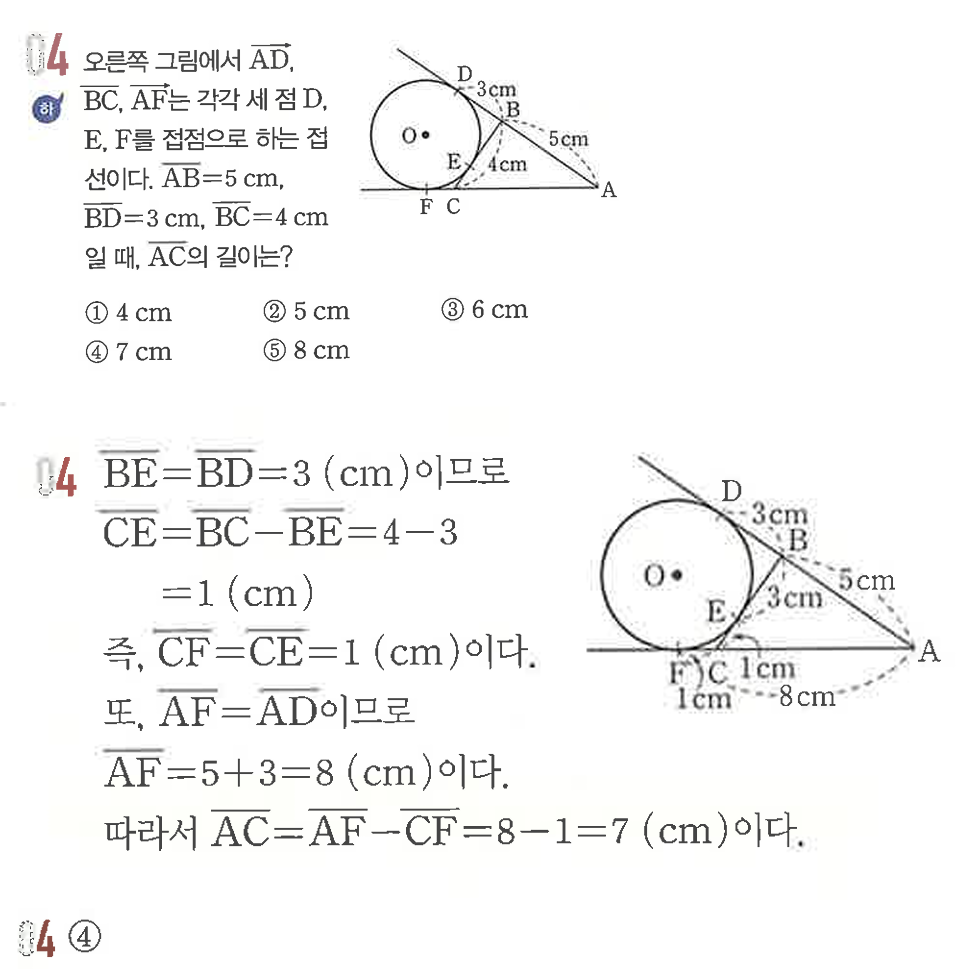 04 오른쪽 그림에서 AD,
하 BC, AF는 각각 세 점 D,
E, F를 접점으로 하는 접
선이다. AB=5 cm,
BD=3 cm, BC=4 cm
일 때, AC의 길이는?
D
3cm
B
O
5cm
E
4cm
A
F C
① 4 cm ② 5 cm ③ 6 cm
④ 7 cm ⑤ 8 cm
04 BE=BD=3 (cm)이므로
CE=BC-BE=4-3
=1 (cm)
즉, CF=CE=1 (cm)이다.
또, AF=AD이므로
AF=5+3=8 (cm)이다.
따라서 AC=AF-CF=8-1=7 (cm)이다.
D
3cm
B
O
5cm
3cm
E
A
F C 1cm
1cm 8cm
04 ④